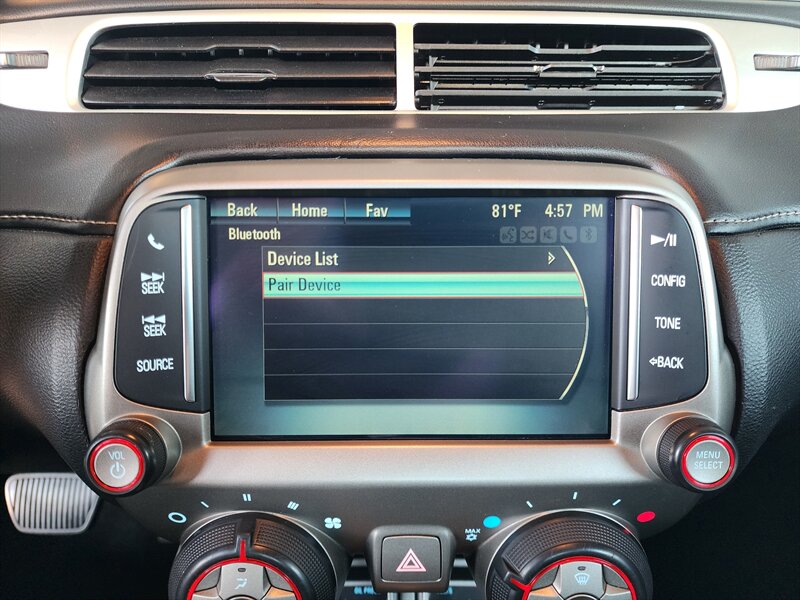 Back Home Fav 81°F 4:57 PM
Bluetooth
Device List
Pair Device
SEEK
SEEK
SOURCE
CONFIG
TONE
BACK
VOL
MENU
SELECT
MAX